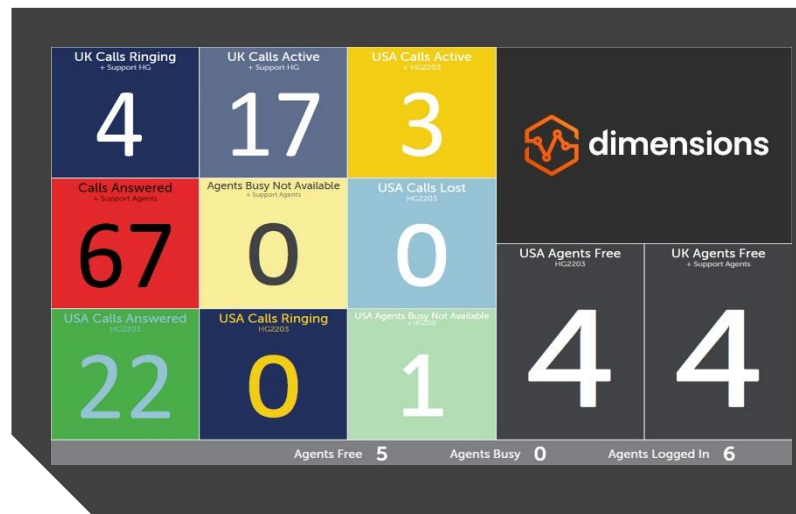 UK Calls Ringing
+ Support HG
4
UK Calls Active
+ Support HG
17
USA Calls Active
+ HG2203
3
dimensions
Calls Answered
+ Support Agents
67
Agents Busy Not Available
+ Support Agents
0
USA Calls Lost
HG2203
0
USA Agents Free
HG2203
4
UK Agents Free
+ Support Agents
4
USA Calls Answered
HG2203
22
USA Calls Ringing
HG2203
0
USA Agents Busy Not Available
+ HG2203
1
Agents Free 5 Agents Busy 0 Agents Logged In 6